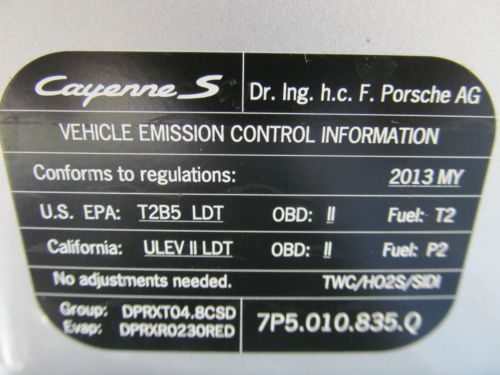 Cayenne S Dr. Ing. h.c. F. Porsche AG
VEHICLE EMISSION CONTROL INFORMATION
Conforms to regulations: 2013 MY
U.S. EPA: T2B5 LDT OBD: II Fuel: T2
California: ULEV II LDT OBD: II Fuel: P2
No adjustments needed. TWC/HO2S/SIDI
Group: DPRXT04.8CSD
Evap: DPRXR0230RED 7P5.010.835.Q